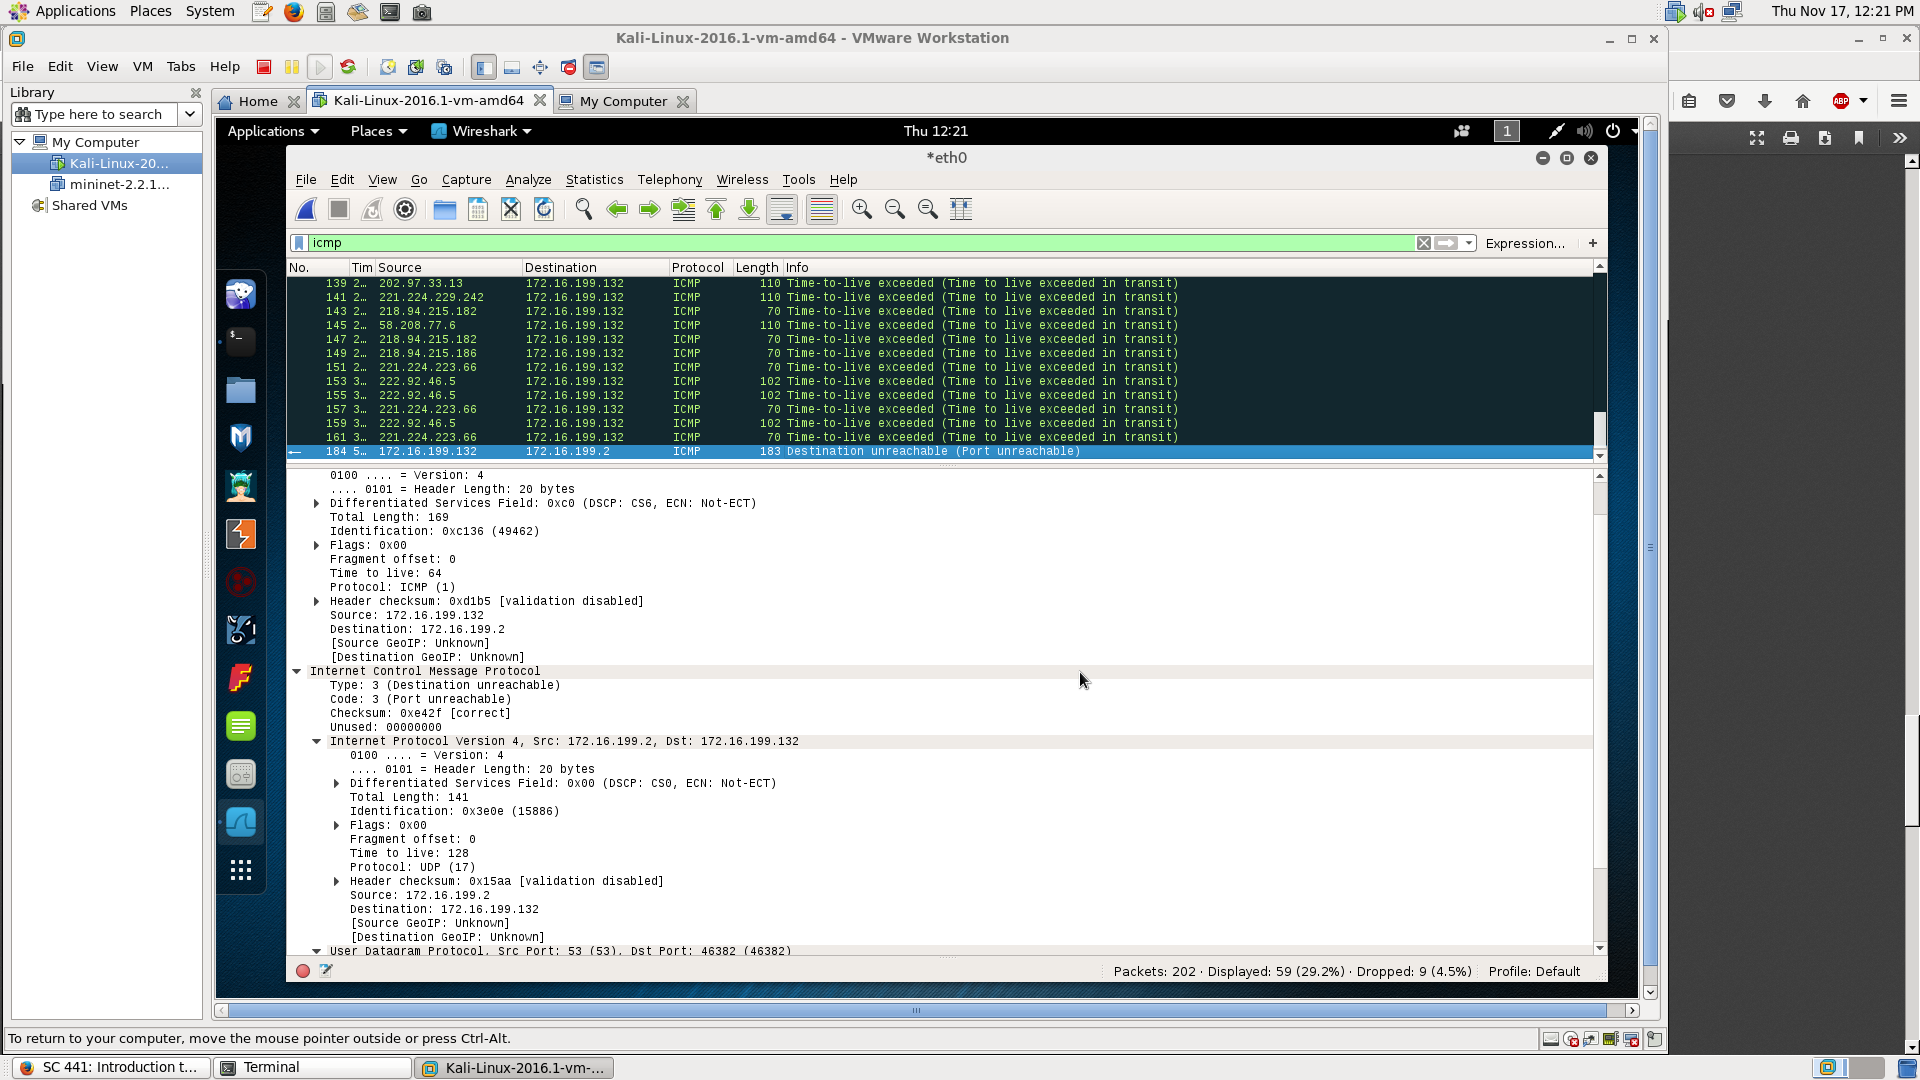 Applications Places System Thu Nov 17, 12:21 PM
Kali-Linux-2016.1-vm-amd64 - VMware Workstation
File Edit View VM Tabs Help
Library
Type here to search
My Computer
Kali-Linux-20...
mininet-2.2.1...
Shared VMs
Home Kali-Linux-2016.1-vm-amd64 My Computer
ABP
Applications Places Wireshark Thu 12:21 1
*eth0
File Edit View Go Capture Analyze Statistics Telephony Wireless Tools Help
icmp Expression... +
No. Tim Source Destination Protocol Length Info
139 2… 202.97.33.13 172.16.199.132 ICMP 110 Time-to-live exceeded (Time to live exceeded in transit)
141 2… 221.224.229.242 172.16.199.132 ICMP 110 Time-to-live exceeded (Time to live exceeded in transit)
143 2… 218.94.215.182 172.16.199.132 ICMP 70 Time-to-live exceeded (Time to live exceeded in transit)
145 2… 58.208.77.6 172.16.199.132 ICMP 110 Time-to-live exceeded (Time to live exceeded in transit)
147 2… 218.94.215.182 172.16.199.132 ICMP 70 Time-to-live exceeded (Time to live exceeded in transit)
149 2… 218.94.215.186 172.16.199.132 ICMP 70 Time-to-live exceeded (Time to live exceeded in transit)
151 2… 221.224.223.66 172.16.199.132 ICMP 70 Time-to-live exceeded (Time to live exceeded in transit)
153 3… 222.92.46.5 172.16.199.132 ICMP 102 Time-to-live exceeded (Time to live exceeded in transit)
155 3… 222.92.46.5 172.16.199.132 ICMP 102 Time-to-live exceeded (Time to live exceeded in transit)
157 3… 221.224.223.66 172.16.199.132 ICMP 70 Time-to-live exceeded (Time to live exceeded in transit)
159 3… 222.92.46.5 172.16.199.132 ICMP 102 Time-to-live exceeded (Time to live exceeded in transit)
161 3… 221.224.223.66 172.16.199.132 ICMP 70 Time-to-live exceeded (Time to live exceeded in transit)
184 5… 172.16.199.132 172.16.199.2 ICMP 183 Destination unreachable (Port unreachable)
0100 .... = Version: 4
.... 0101 = Header Length: 20 bytes
Differentiated Services Field: 0xc0 (DSCP: CS6, ECN: Not-ECT)
Total Length: 169
Identification: 0xc136 (49462)
Flags: 0x00
Fragment offset: 0
Time to live: 64
Protocol: ICMP (1)
Header checksum: 0xd1b5 [validation disabled]
Source: 172.16.199.132
Destination: 172.16.199.2
[Source GeoIP: Unknown]
[Destination GeoIP: Unknown]
Internet Control Message Protocol
Type: 3 (Destination unreachable)
Code: 3 (Port unreachable)
Checksum: 0xe42f [correct]
Unused: 00000000
Internet Protocol Version 4, Src: 172.16.199.2, Dst: 172.16.199.132
0100 .... = Version: 4
.... 0101 = Header Length: 20 bytes
Differentiated Services Field: 0x00 (DSCP: CS0, ECN: Not-ECT)
Total Length: 141
Identification: 0x3e0e (15886)
Flags: 0x00
Fragment offset: 0
Time to live: 128
Protocol: UDP (17)
Header checksum: 0x15aa [validation disabled]
Source: 172.16.199.2
Destination: 172.16.199.132
[Source GeoIP: Unknown]
[Destination GeoIP: Unknown]
User Datagram Protocol, Src Port: 53 (53), Dst Port: 46382 (46382)
Packets: 202 · Displayed: 59 (29.2%) · Dropped: 9 (4.5%) Profile: Default
To return to your computer, move the mouse pointer outside or press Ctrl-Alt.
SC 441: Introduction t... Terminal Kali-Linux-2016.1-vm-...